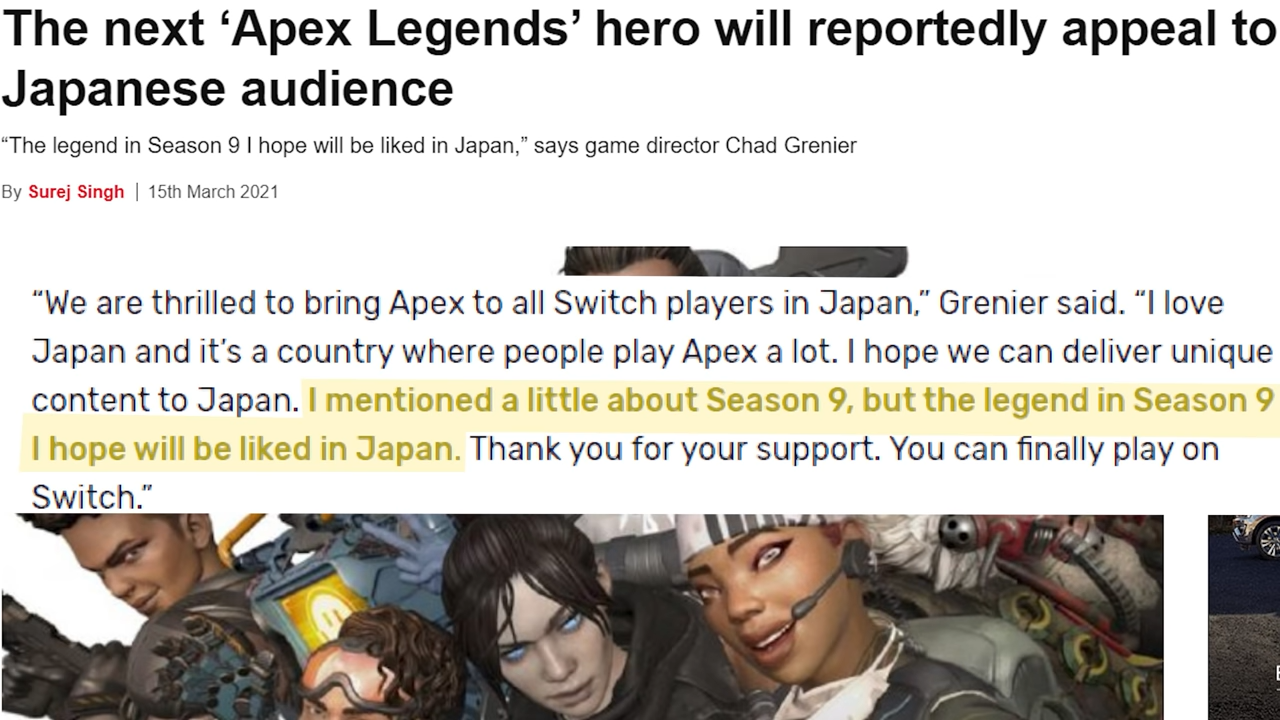 The next ‘Apex Legends’ hero will reportedly appeal to
Japanese audience
“The legend in Season 9 I hope will be liked in Japan,” says game director Chad Grenier
By Surej Singh | 15th March 2021
“We are thrilled to bring Apex to all Switch players in Japan,” Grenier said. “I love
Japan and it’s a country where people play Apex a lot. I hope we can deliver unique
content to Japan. I mentioned a little about Season 9, but the legend in Season 9
I hope will be liked in Japan. Thank you for your support. You can finally play on
Switch.”